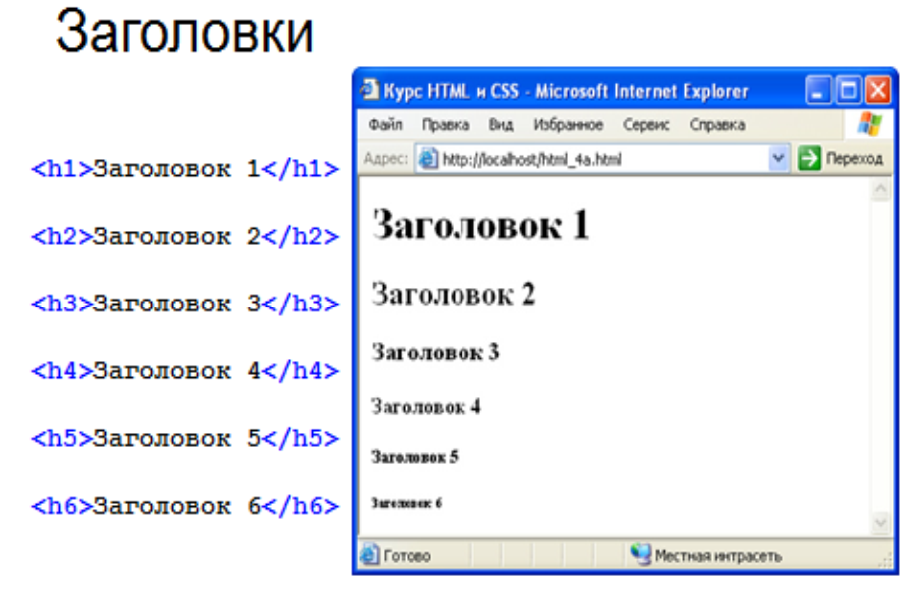 Заголовки
<h1>Заголовок 1</h1>
<h2>Заголовок 2</h2>
<h3>Заголовок 3</h3>
<h4>Заголовок 4</h4>
<h5>Заголовок 5</h5>
<h6>Заголовок 6</h6>
Курс HTML и CSS - Microsoft Internet Explorer
Файл Правка Вид Избранное Сервис Справка
Адрес: http://localhost/html_4a.html Переход
Заголовок 1
Заголовок 2
Заголовок 3
Заголовок 4
Заголовок 5
Заголовок 6
Готово Местная интрасеть